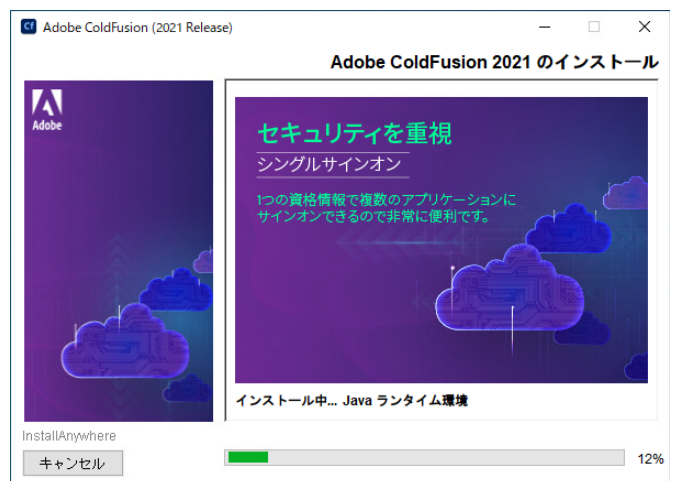 Cf Adobe ColdFusion (2021 Release)
Adobe ColdFusion 2021 のインストール
Adobe
セキュリティを重視
シングルサインオン
1つの資格情報で複数のアプリケーションに
サインオンできるので非常に便利です。
インストール中... Java ランタイム環境
InstallAnywhere
キャンセル
12%